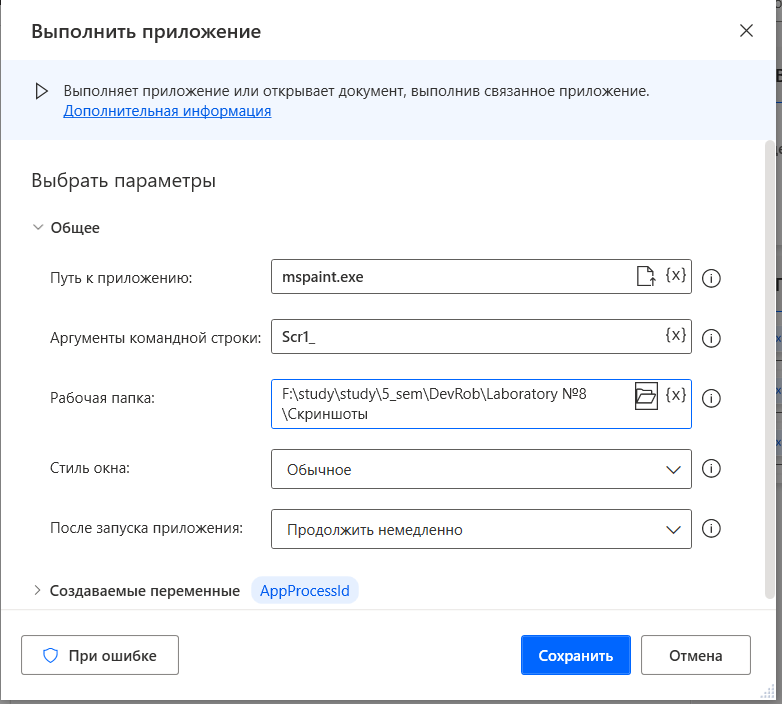 Выполнить приложение
Выполняет приложение или открывает документ, выполнив связанное приложение.
Дополнительная информация
Выбрать параметры
Общее
Путь к приложению:
mspaint.exe
{x}
Аргументы командной строки:
Scr1_
{x}
Рабочая папка:
F:\study\study\5_sem\DevRob\Laboratory №8
\Скриншоты
{x}
Стиль окна:
Обычное
После запуска приложения:
Продолжить немедленно
Создаваемые переменные
AppProcessId
При ошибке
Сохранить
Отмена